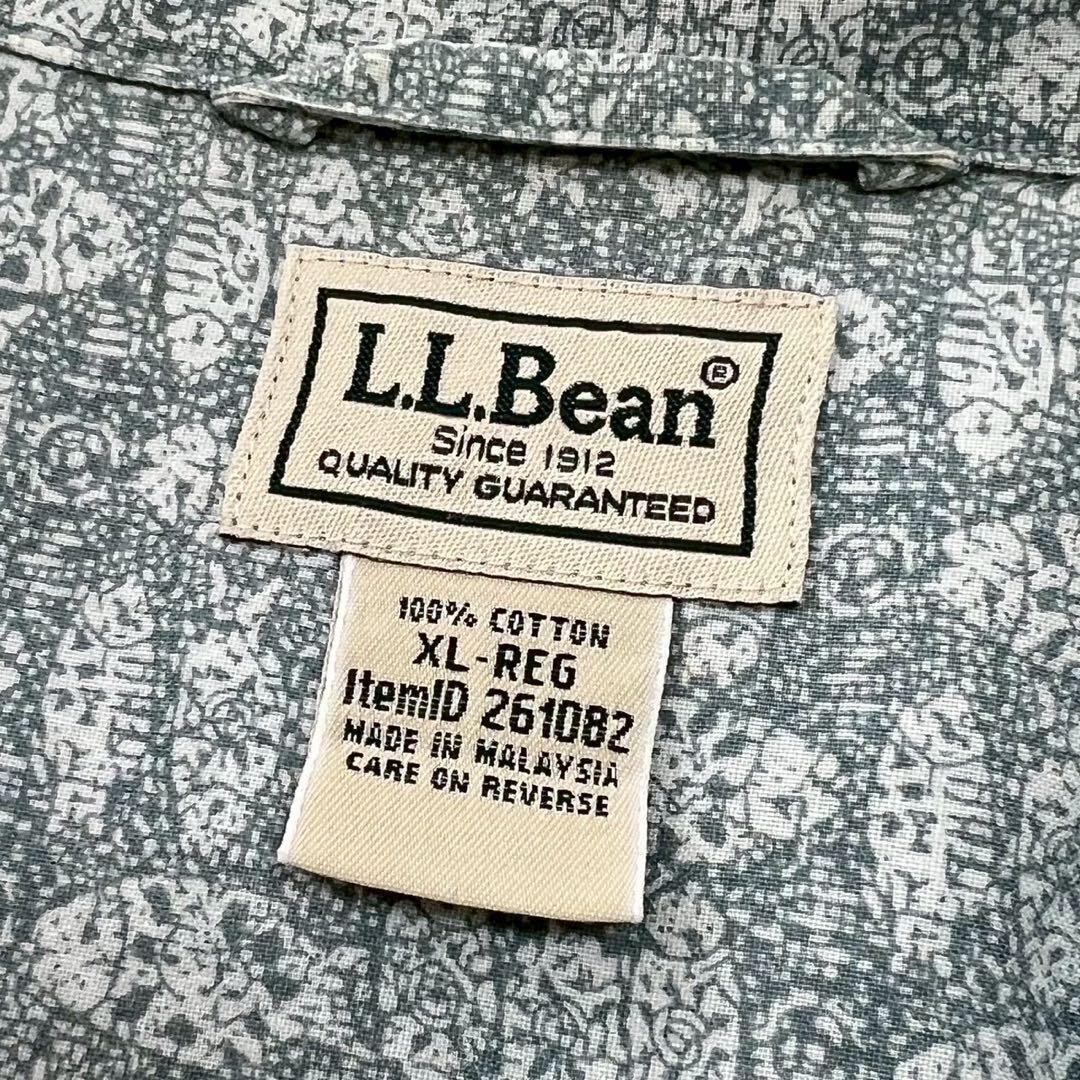 L.L.Bean®
Since 1912
QUALITY GUARANTEED
100% COTTON
XL-REG
ItemID 261082
MADE IN MALAYSIA
CARE ON REVERSE